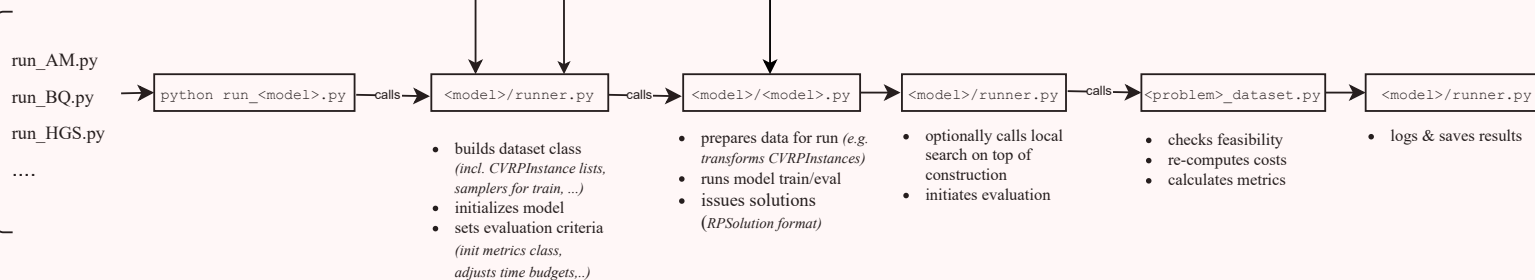 run_AM.py
run_BQ.py
run_HGS.py
....
python run_<model>.py
calls
<model>/runner.py
• builds dataset class
(incl. CVRPInstance lists,
samplers for train, ...)
• initializes model
• sets evaluation criteria
(init metrics class,
adjusts time budgets,..)
calls
<model>/<model>.py
• prepares data for run (e.g.
transforms CVRPInstances)
• runs model train/eval
• issues solutions
(RPSolution format)
<model>/runner.py
• optionally calls local
search on top of
construction
• initiates evaluation
calls
<problem>_dataset.py
• checks feasibility
• re-computes costs
• calculates metrics
<model>/runner.py
• logs & saves results